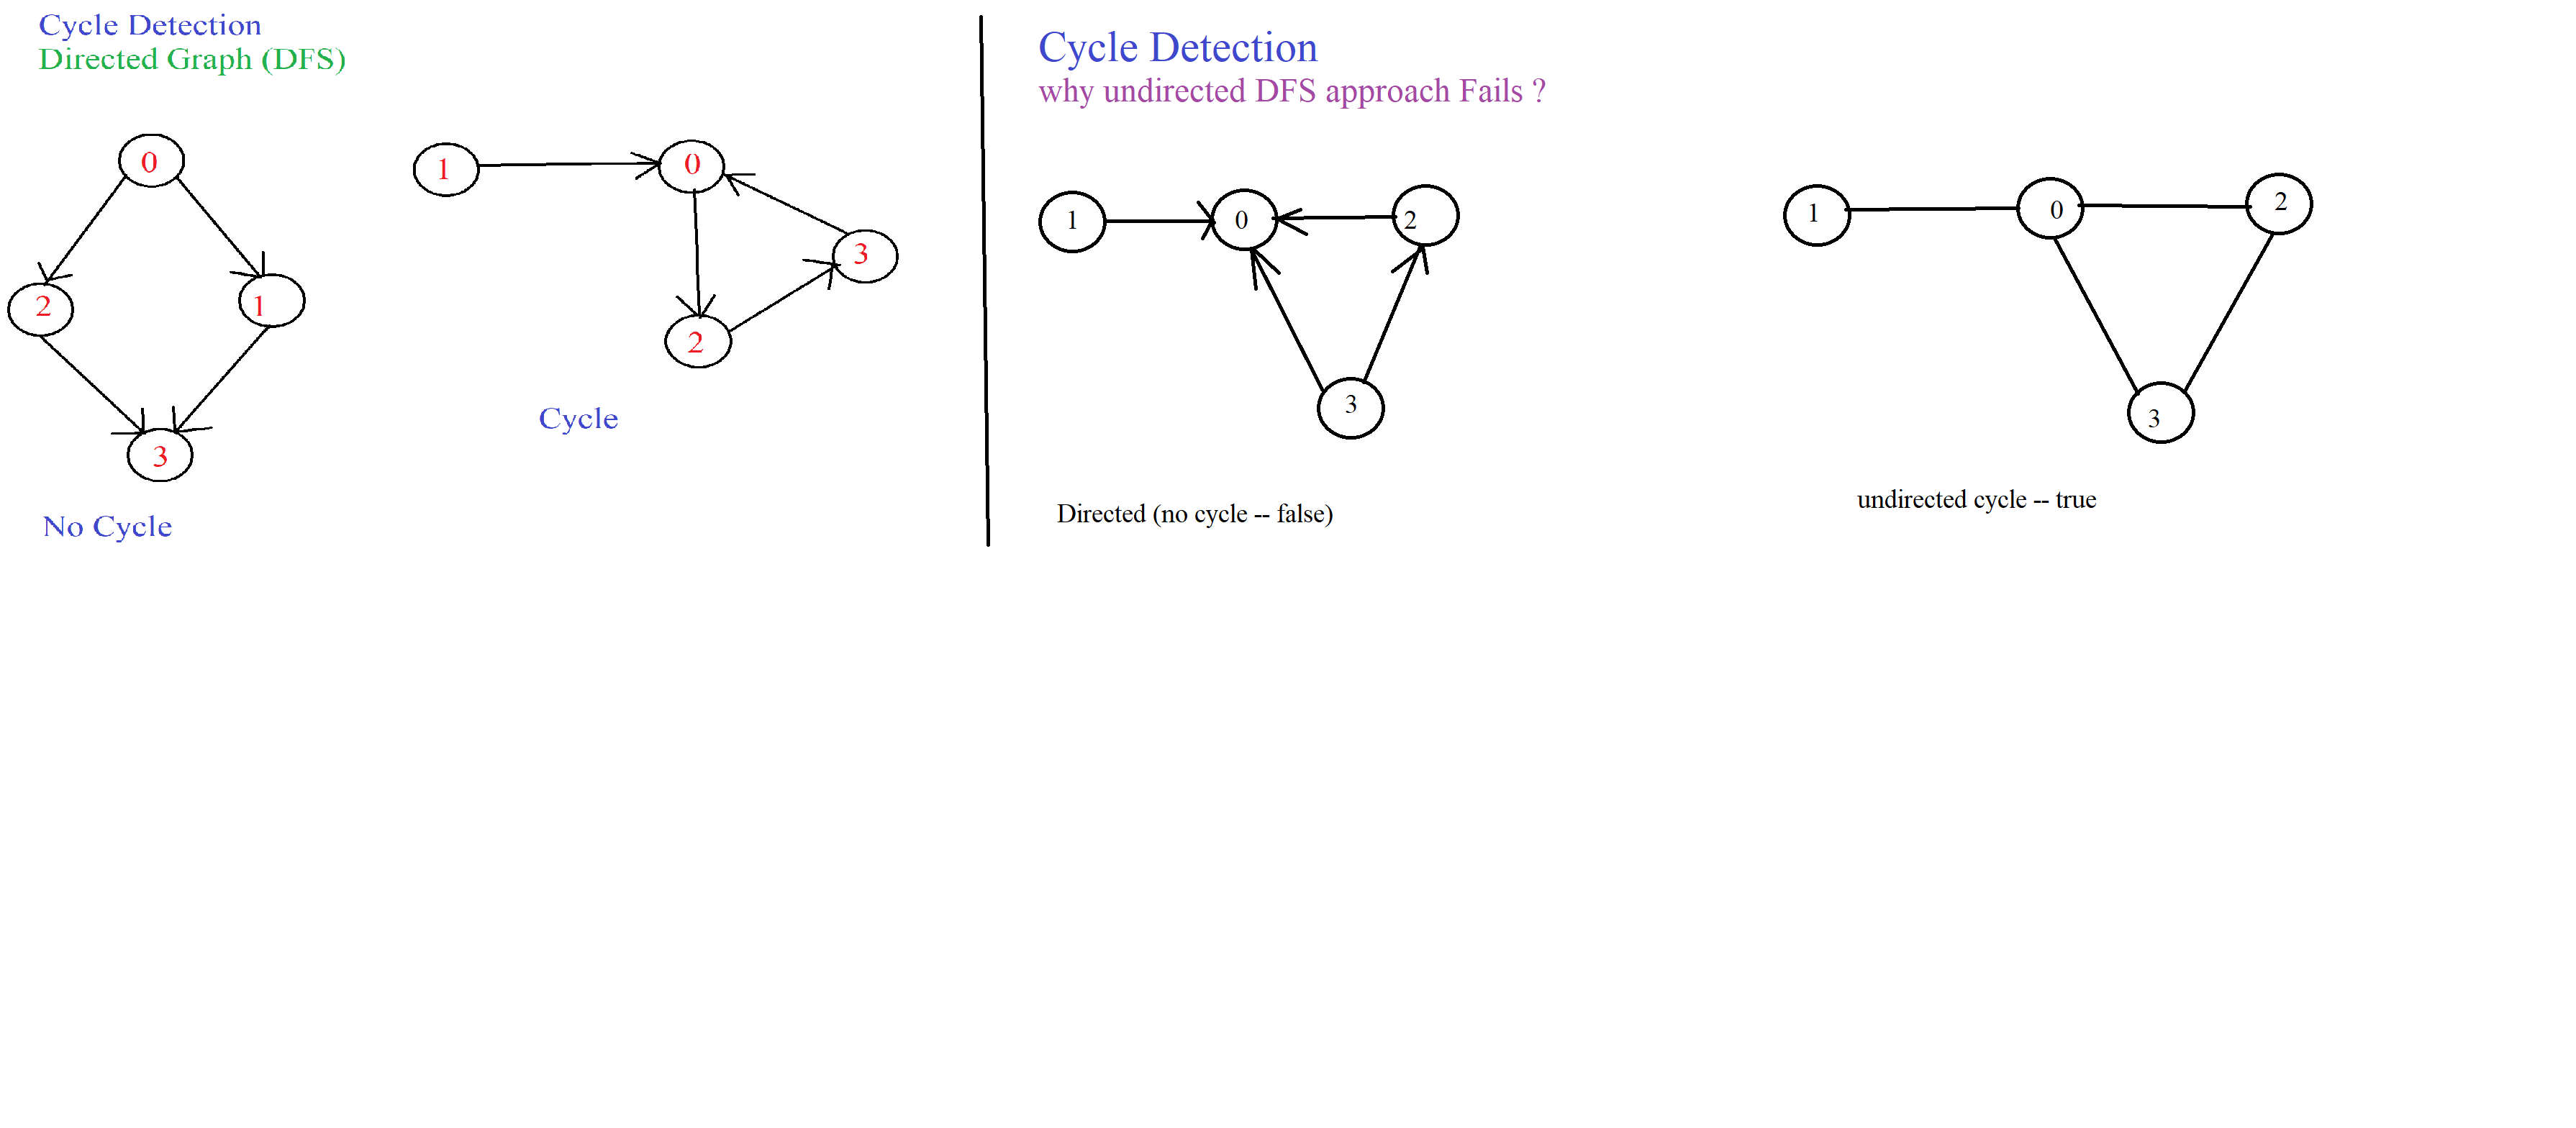 Cycle Detection
Directed Graph (DFS)
0
2
1
3
No Cycle
1
0
3
2
Cycle
Cycle Detection
why undirected DFS approach Fails ?
1
0
2
3
Directed (no cycle -- false)
1
0
2
3
undirected cycle -- true